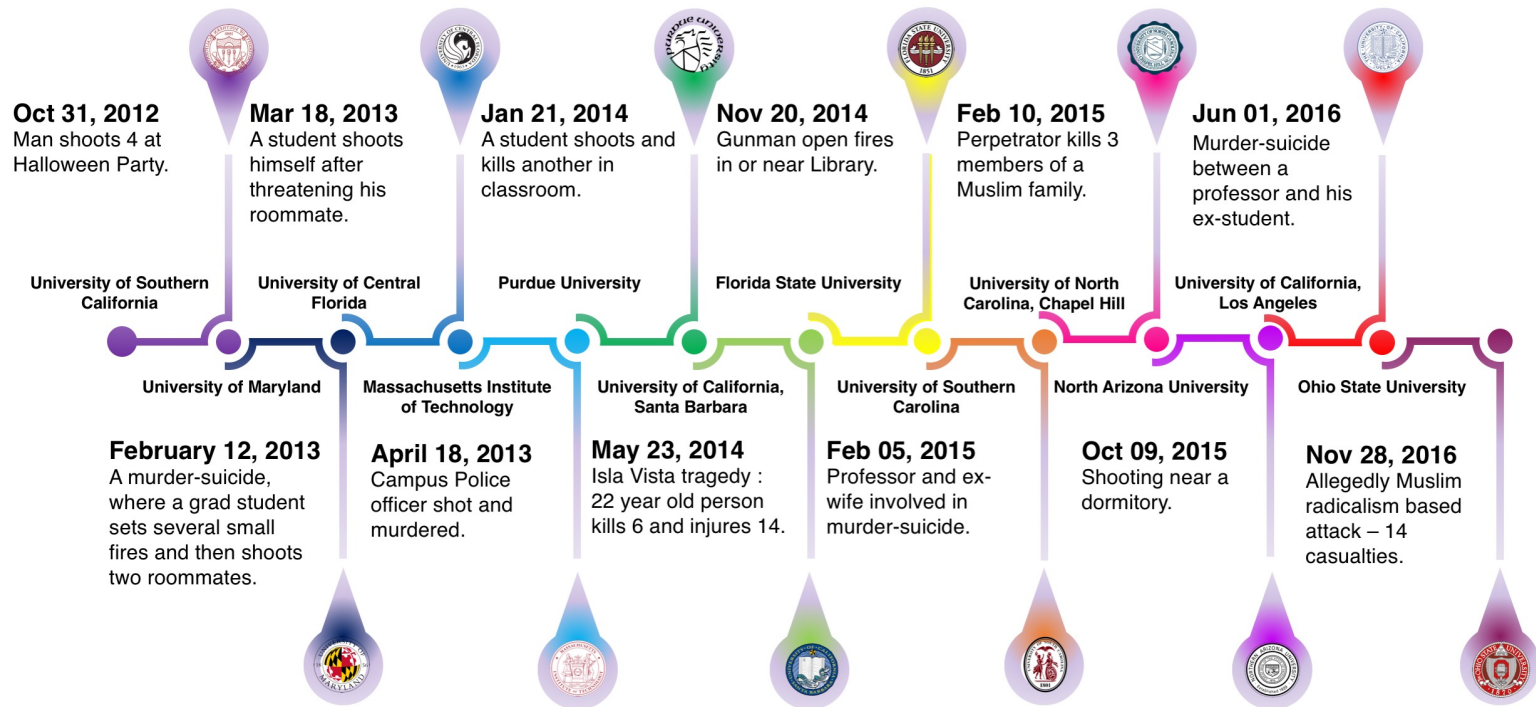 Oct 31, 2012
Man shoots 4 at
Halloween Party.
Mar 18, 2013
A student shoots
himself after
threatening his
roommate.
Jan 21, 2014
A student shoots and
kills another in
classroom.
Nov 20, 2014
Gunman open fires
in or near Library.
Feb 10, 2015
Perpetrator kills 3
members of a
Muslim family.
Jun 01, 2016
Murder-suicide
between a
professor and his
ex-student.
University of Southern
California
University of Central
Florida
Purdue University
Florida State University
University of North
Carolina, Chapel Hill
University of California,
Los Angeles
University of Maryland
Massachusetts Institute
of Technology
University of California,
Santa Barbara
University of Southern
Carolina
North Arizona University
Ohio State University
February 12, 2013
A murder-suicide,
where a grad student
sets several small
fires and then shoots
two roommates.
April 18, 2013
Campus Police
officer shot and
murdered.
May 23, 2014
Isla Vista tragedy :
22 year old person
kills 6 and injures 14.
Feb 05, 2015
Professor and ex-
wife involved in
murder-suicide.
Oct 09, 2015
Shooting near a
dormitory.
Nov 28, 2016
Allegedly Muslim
radicalism based
attack – 14
casualties.